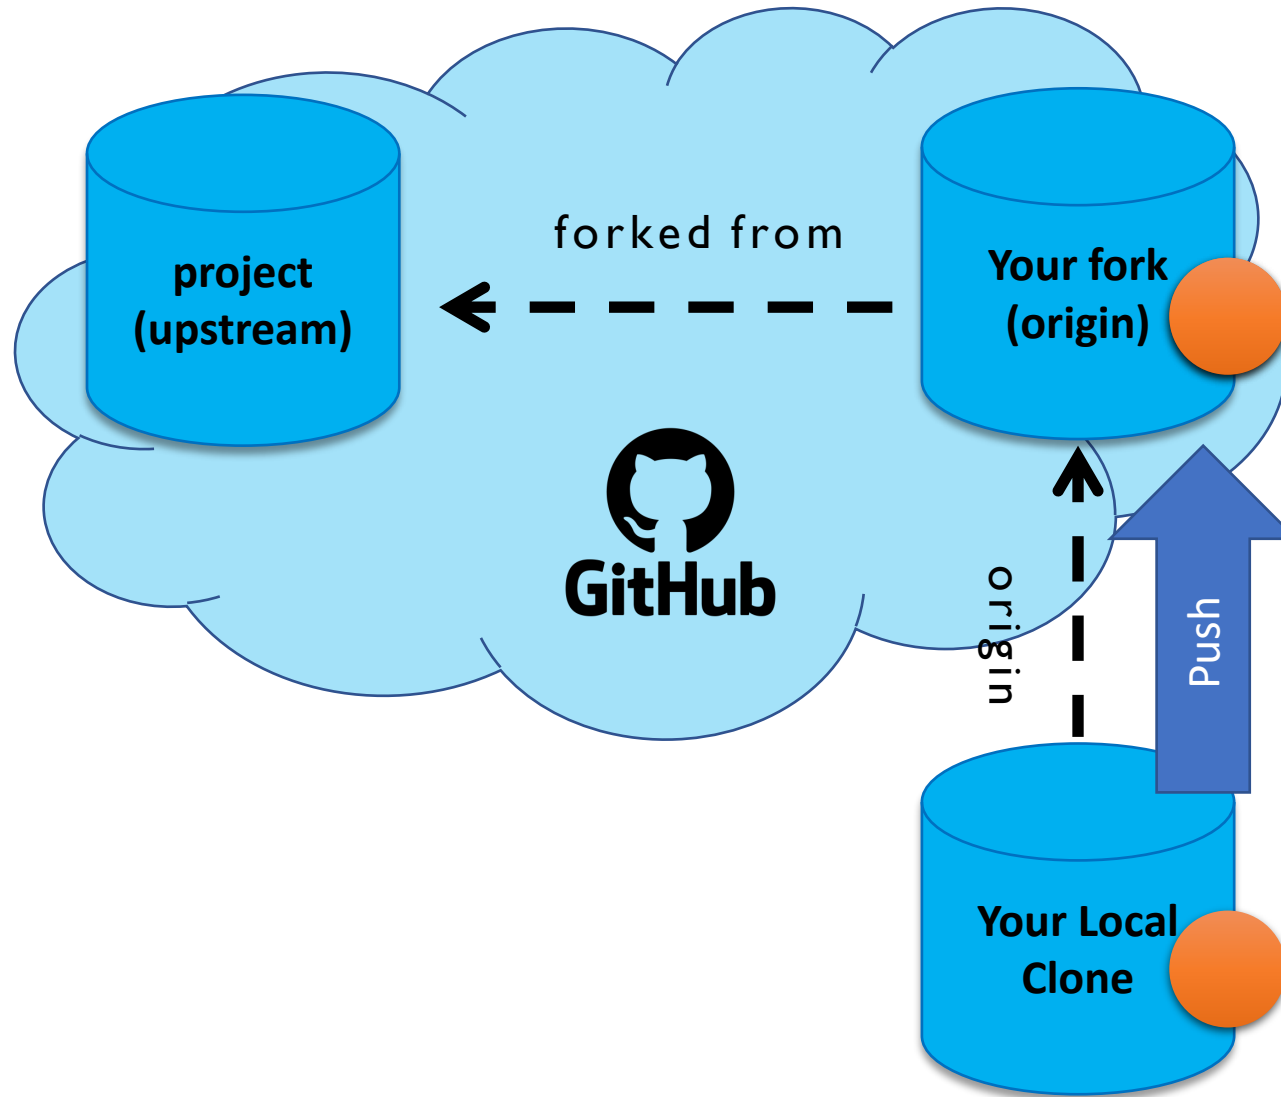 forked from
project
(upstream)
Your fork
(origin)
GitHub
origin
Push
Your Local
Clone